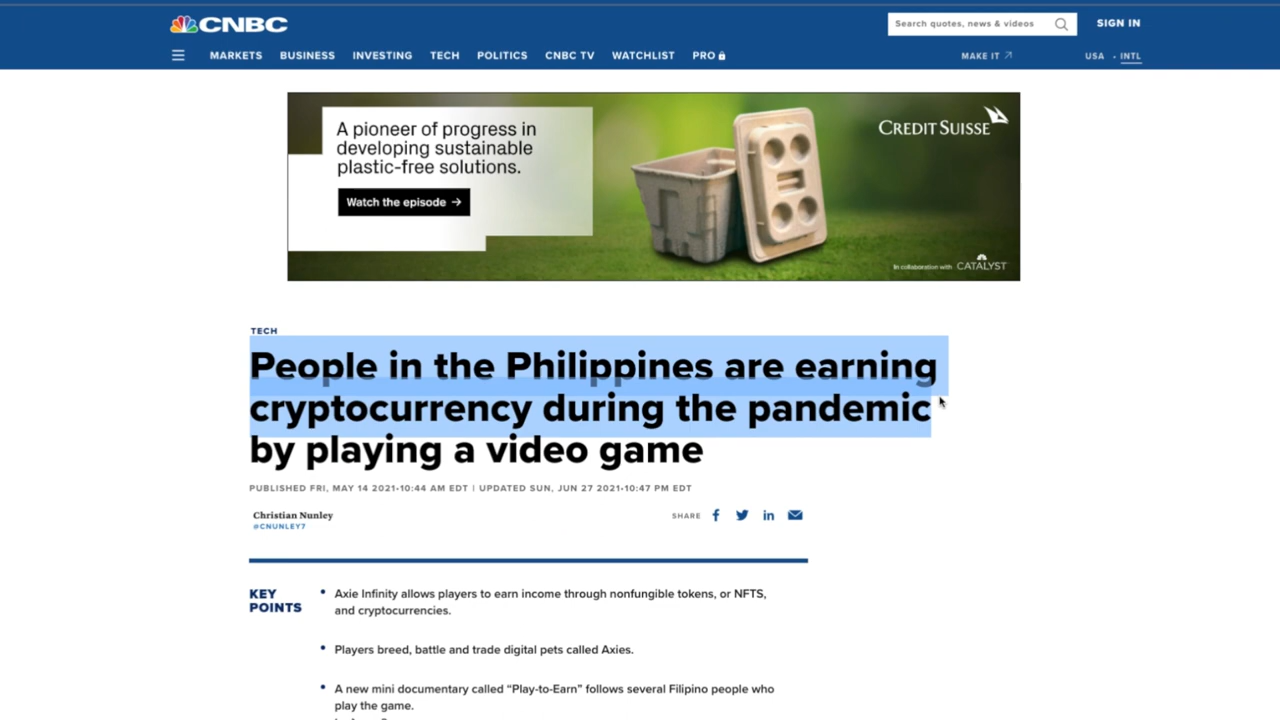 CNBC
Search quotes, news & videos
SIGN IN
MARKETS BUSINESS INVESTING TECH POLITICS CNBC TV WATCHLIST PRO
MAKE IT
USA • INTL
A pioneer of progress in
developing sustainable
plastic-free solutions.
Watch the episode →
CREDIT SUISSE
In collaboration with CATALYST
TECH
People in the Philippines are earning
cryptocurrency during the pandemic
by playing a video game
PUBLISHED FRI, MAY 14 2021•10:44 AM EDT | UPDATED SUN, JUN 27 2021•10:47 PM EDT
Christian Nunley
@CNUNLEY7
SHARE
KEY
POINTS
• Axie Infinity allows players to earn income through nonfungible tokens, or NFTS,
and cryptocurrencies.
• Players breed, battle and trade digital pets called Axies.
• A new mini documentary called “Play-to-Earn” follows several Filipino people who
play the game.